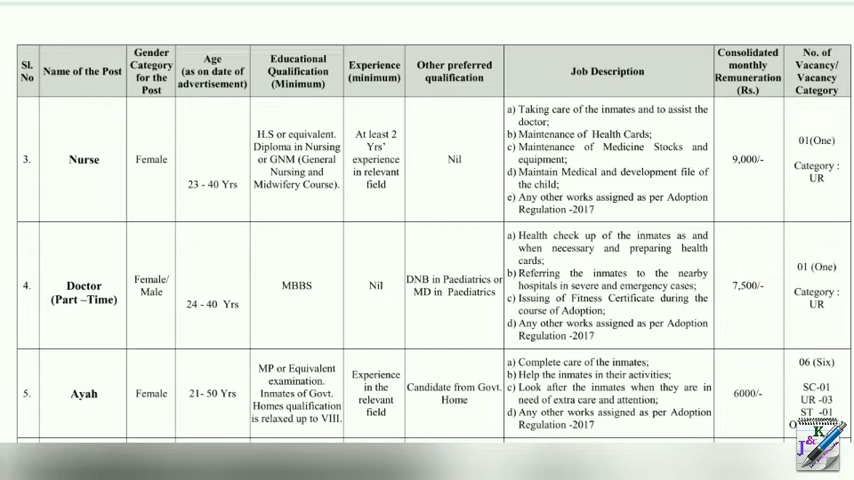 Sl. No
Name of the Post
Gender
Category
for the
Post
Age
(as on date of
advertisement)
Educational
Qualification
(Minimum)
Experience
(minimum)
Other preferred
qualification
Job Description
Consolidated
monthly
Remuneration
(Rs.)
No. of
Vacancy/
Vacancy
Category
3.
Nurse
Female
23 - 40 Yrs
H.S or equivalent.
Diploma in Nursing
or GNM (General
Nursing and
Midwifery Course).
At least 2
Yrs'
experience
in relevant
field
Nil
a) Taking care of the inmates and to assist the
doctor;
b) Maintenance of Health Cards;
c) Maintenance of Medicine Stocks and
equipment;
d) Maintain Medical and development file of
the child;
e) Any other works assigned as per Adoption
Regulation -2017
9,000/-
01(One)
Category :
UR
4.
Doctor
(Part –Time)
Female/
Male
24 - 40 Yrs
MBBS
Nil
DNB in Paediatrics or
MD in Paediatrics
a) Health check up of the inmates as and
when necessary and preparing health
cards;
b) Referring the inmates to the nearby
hospitals in severe and emergency cases;
c) Issuing of Fitness Certificate during the
course of Adoption;
d) Any other works assigned as per Adoption
Regulation -2017
7,500/-
01 (One)
Category :
UR
5.
Ayah
Female
21- 50 Yrs
MP or Equivalent
examination.
Inmates of Govt.
Homes qualification
is relaxed up to VIII.
Experience
in the
relevant
field
Candidate from Govt.
Home
a) Complete care of the inmates;
b) Help the inmates in their activities;
c) Look after the inmates when they are in
need of extra care and attention;
d) Any other works assigned as per Adoption
Regulation -2017
6000/-
06 (Six)
SC-01
UR -03
ST -01
J&K